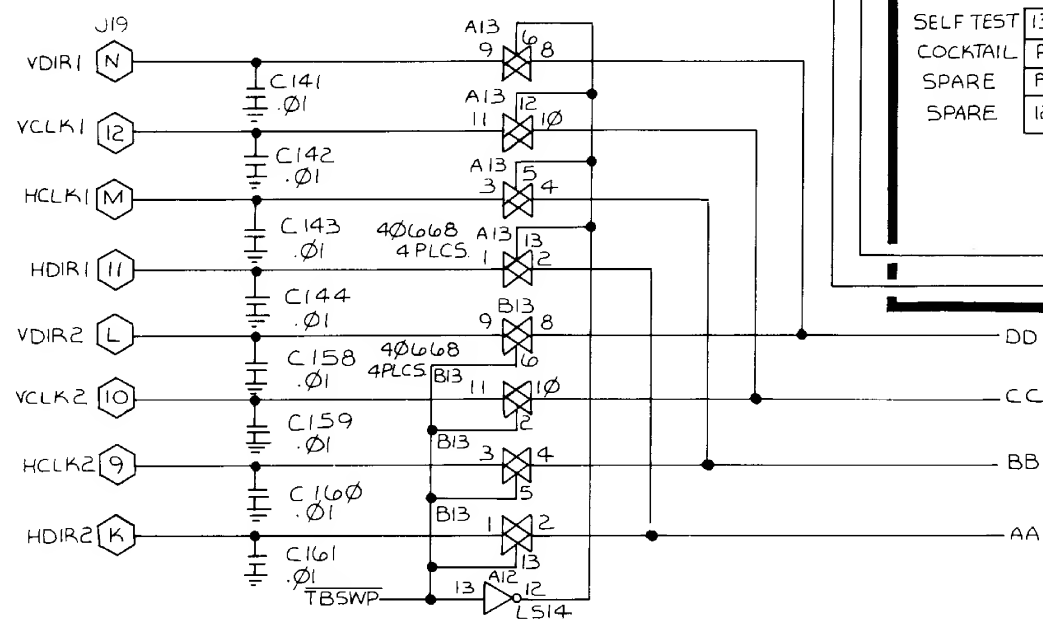 J19
VDIR1 N
C141
.Ø1
A13
9 6 8
VCLK1 12
C142
.Ø1
A13
11 12 1Ø
HCLK1 M
C143
.Ø1
A13
3 5 4
4Ø668
4 PLCS.
HDIR1 11
C144
.Ø1
A13
1 13 2
VDIR2 L
C158
.Ø1
B13
9 8
6
DD
4Ø668
4PLCS.
VCLK2 10
C159
.Ø1
B13
11 1Ø
2
CC
HCLK2 9
C16Ø
.Ø1
B13
3 4
5
BB
HDIR2 K
C161
.Ø1
B13
1 2
13
AA
TBSWP
13 A12 12
LS14
SELF TEST 13
COCKTAIL
SPARE
SPARE 12